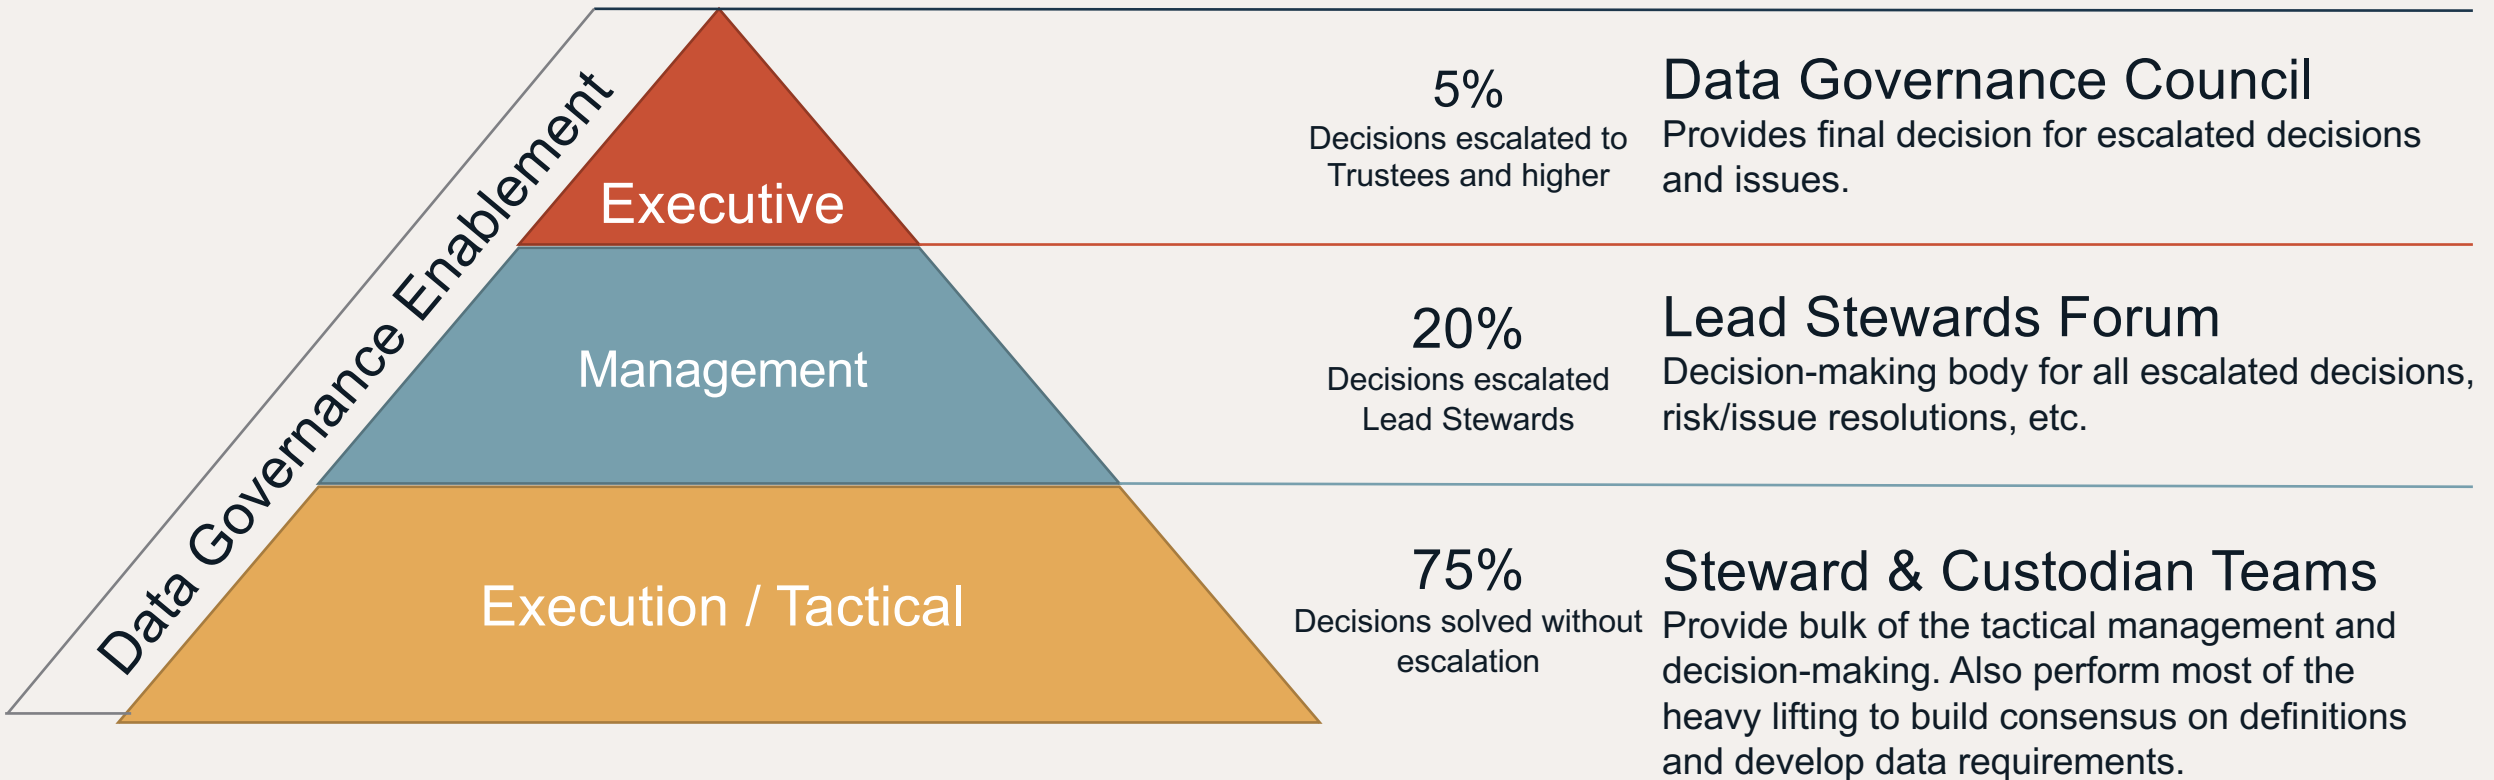 Data Governance Enablement
Executive
5%
Decisions escalated to
Trustees and higher
Data Governance Council
Provides final decision for escalated decisions
and issues.
Management
20%
Decisions escalated
Lead Stewards
Lead Stewards Forum
Decision-making body for all escalated decisions,
risk/issue resolutions, etc.
Execution / Tactical
75%
Decisions solved without
escalation
Steward & Custodian Teams
Provide bulk of the tactical management and
decision-making. Also perform most of the
heavy lifting to build consensus on definitions
and develop data requirements.